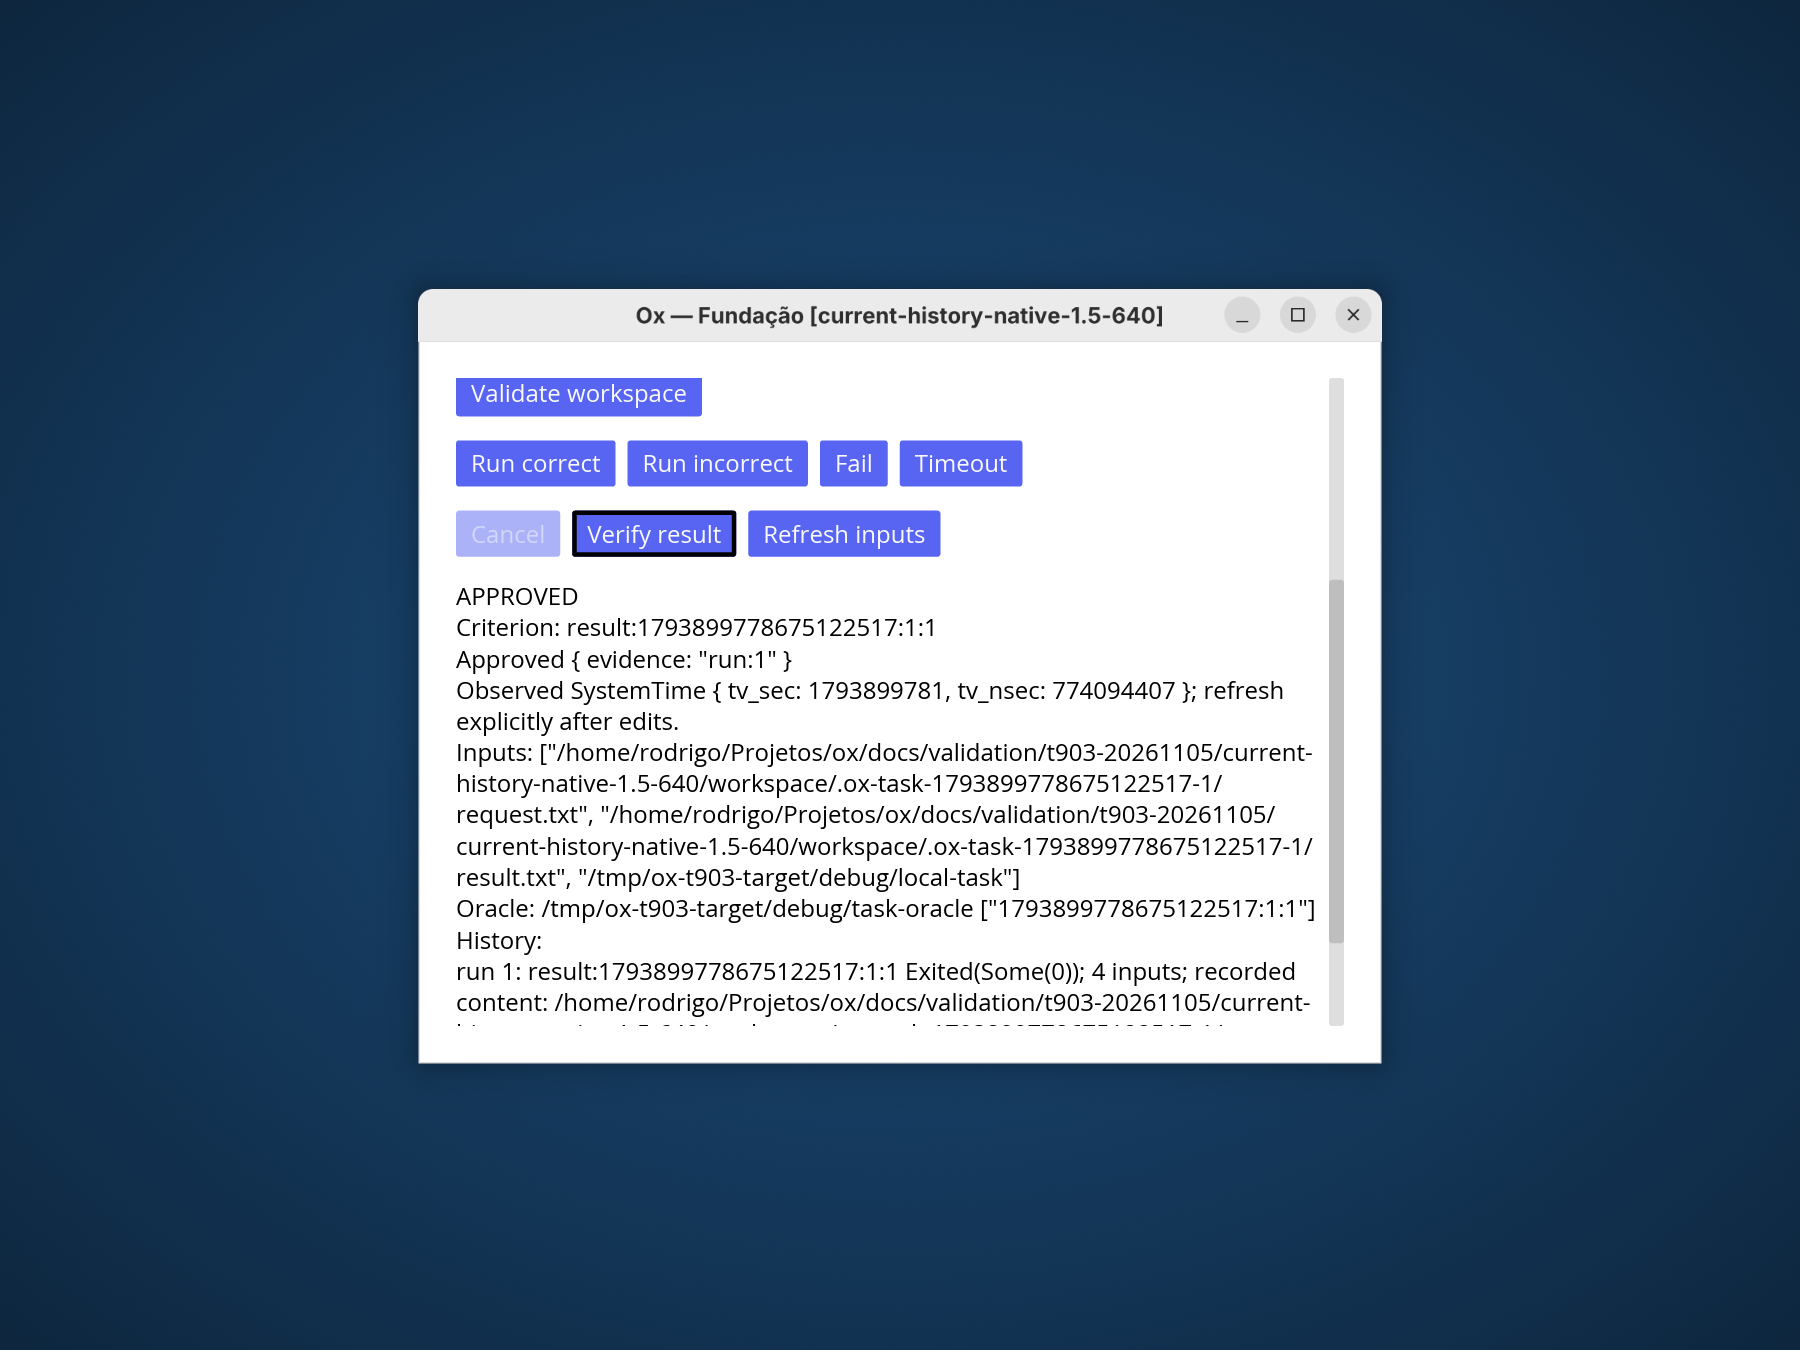 Ox — Fundação [current-history-native-1.5-640]
Validate workspace
Run correct Run incorrect Fail Timeout
Cancel Verify result Refresh inputs
APPROVED
Criterion: result:1793899778675122517:1:1
Approved { evidence: "run:1" }
Observed SystemTime { tv_sec: 1793899781, tv_nsec: 774094407 }; refresh
explicitly after edits.
Inputs: ["/home/rodrigo/Projetos/ox/docs/validation/t903-20261105/current-
history-native-1.5-640/workspace/.ox-task-1793899778675122517-1/
request.txt", "/home/rodrigo/Projetos/ox/docs/validation/t903-20261105/
current-history-native-1.5-640/workspace/.ox-task-1793899778675122517-1/
result.txt", "/tmp/ox-t903-target/debug/local-task"]
Oracle: /tmp/ox-t903-target/debug/task-oracle ["1793899778675122517:1:1"]
History:
run 1: result:1793899778675122517:1:1 Exited(Some(0)); 4 inputs; recorded
content: /home/rodrigo/Projetos/ox/docs/validation/t903-20261105/current-